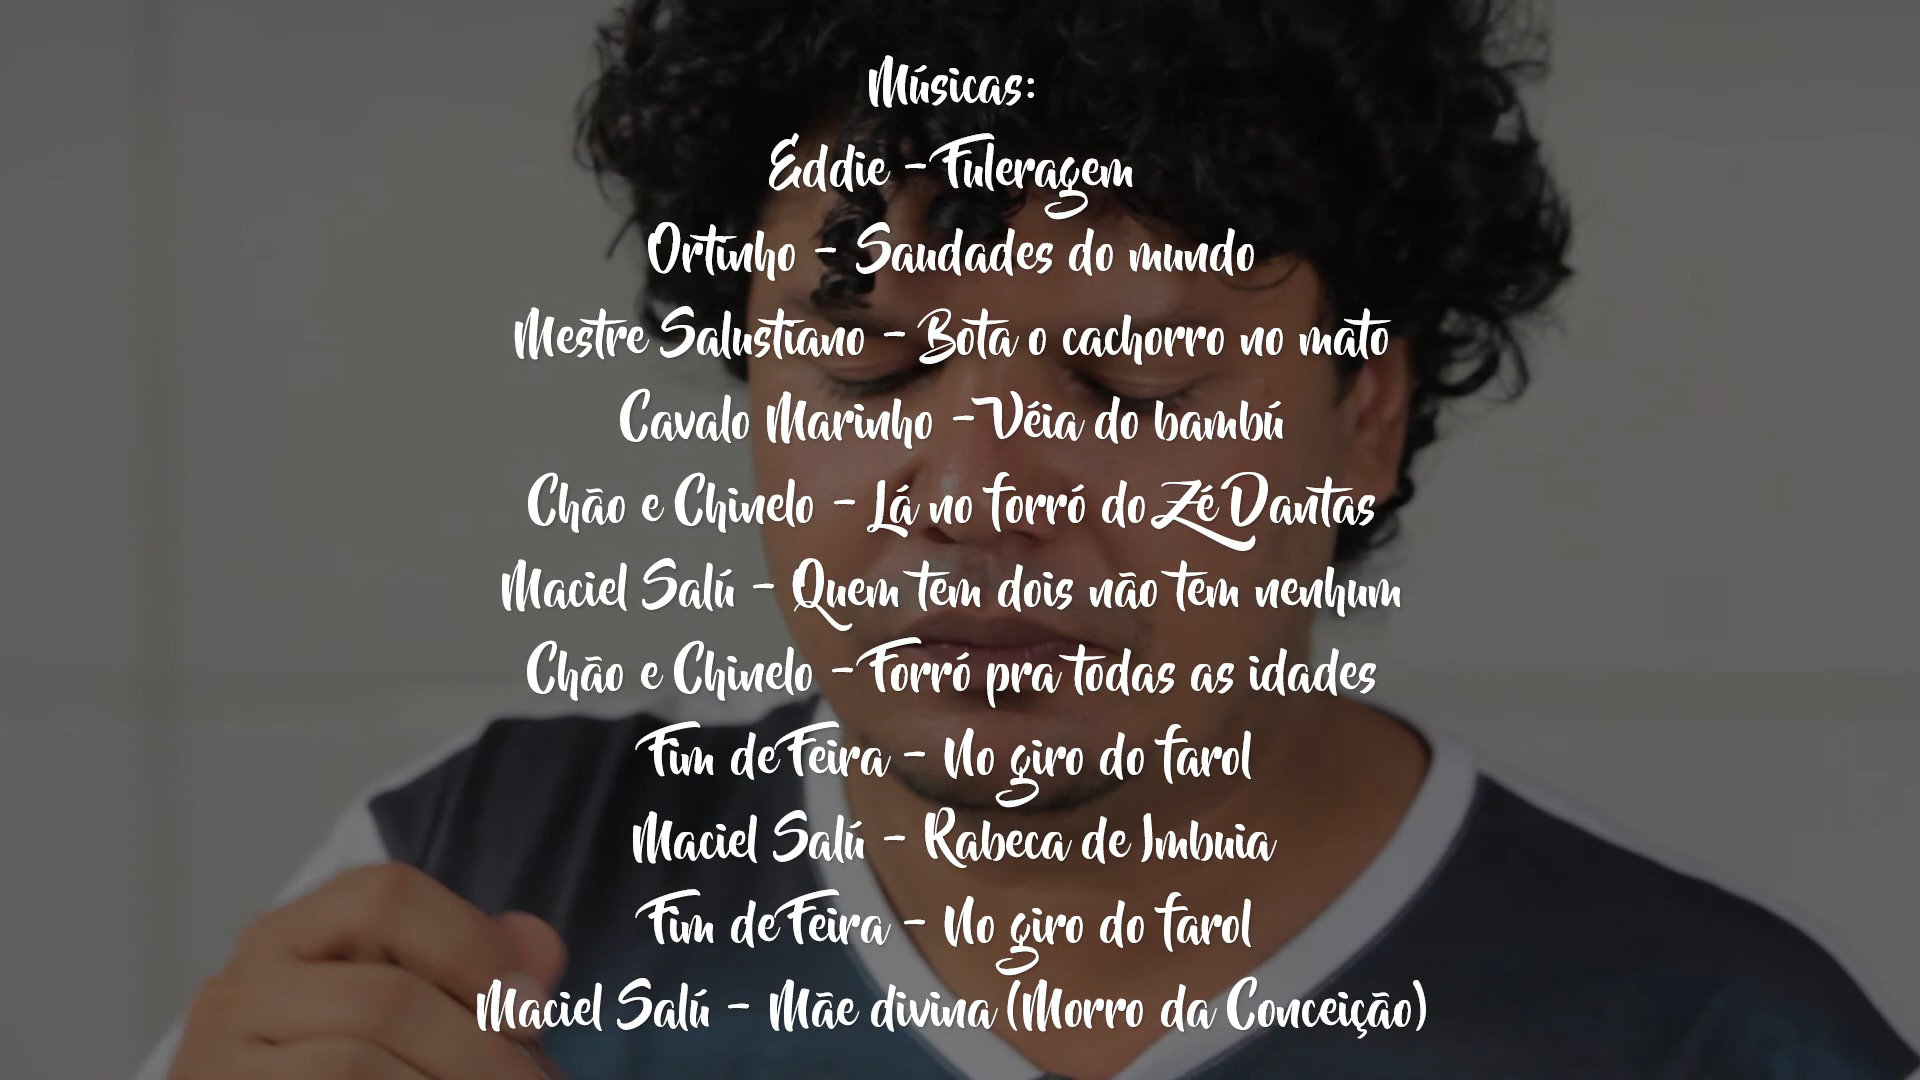 Músicas:
Eddie - Fuleragem
Ortinho - Saudades do mundo
Mestre Salustiano - Bota o cachorro no mato
Cavalo Marinho - Véia do bambú
Chão e Chinelo - Lá no forró do Zé Dantas
Maciel Salú - Quem tem dois não tem nenhum
Chão e Chinelo - Forró pra todas as idades
Fim de Feira - No giro do farol
Maciel Salú - Rabeca de Imbuia
Fim de Feira - No giro do farol
Maciel Salú - Mãe divina (Morro da Conceição)